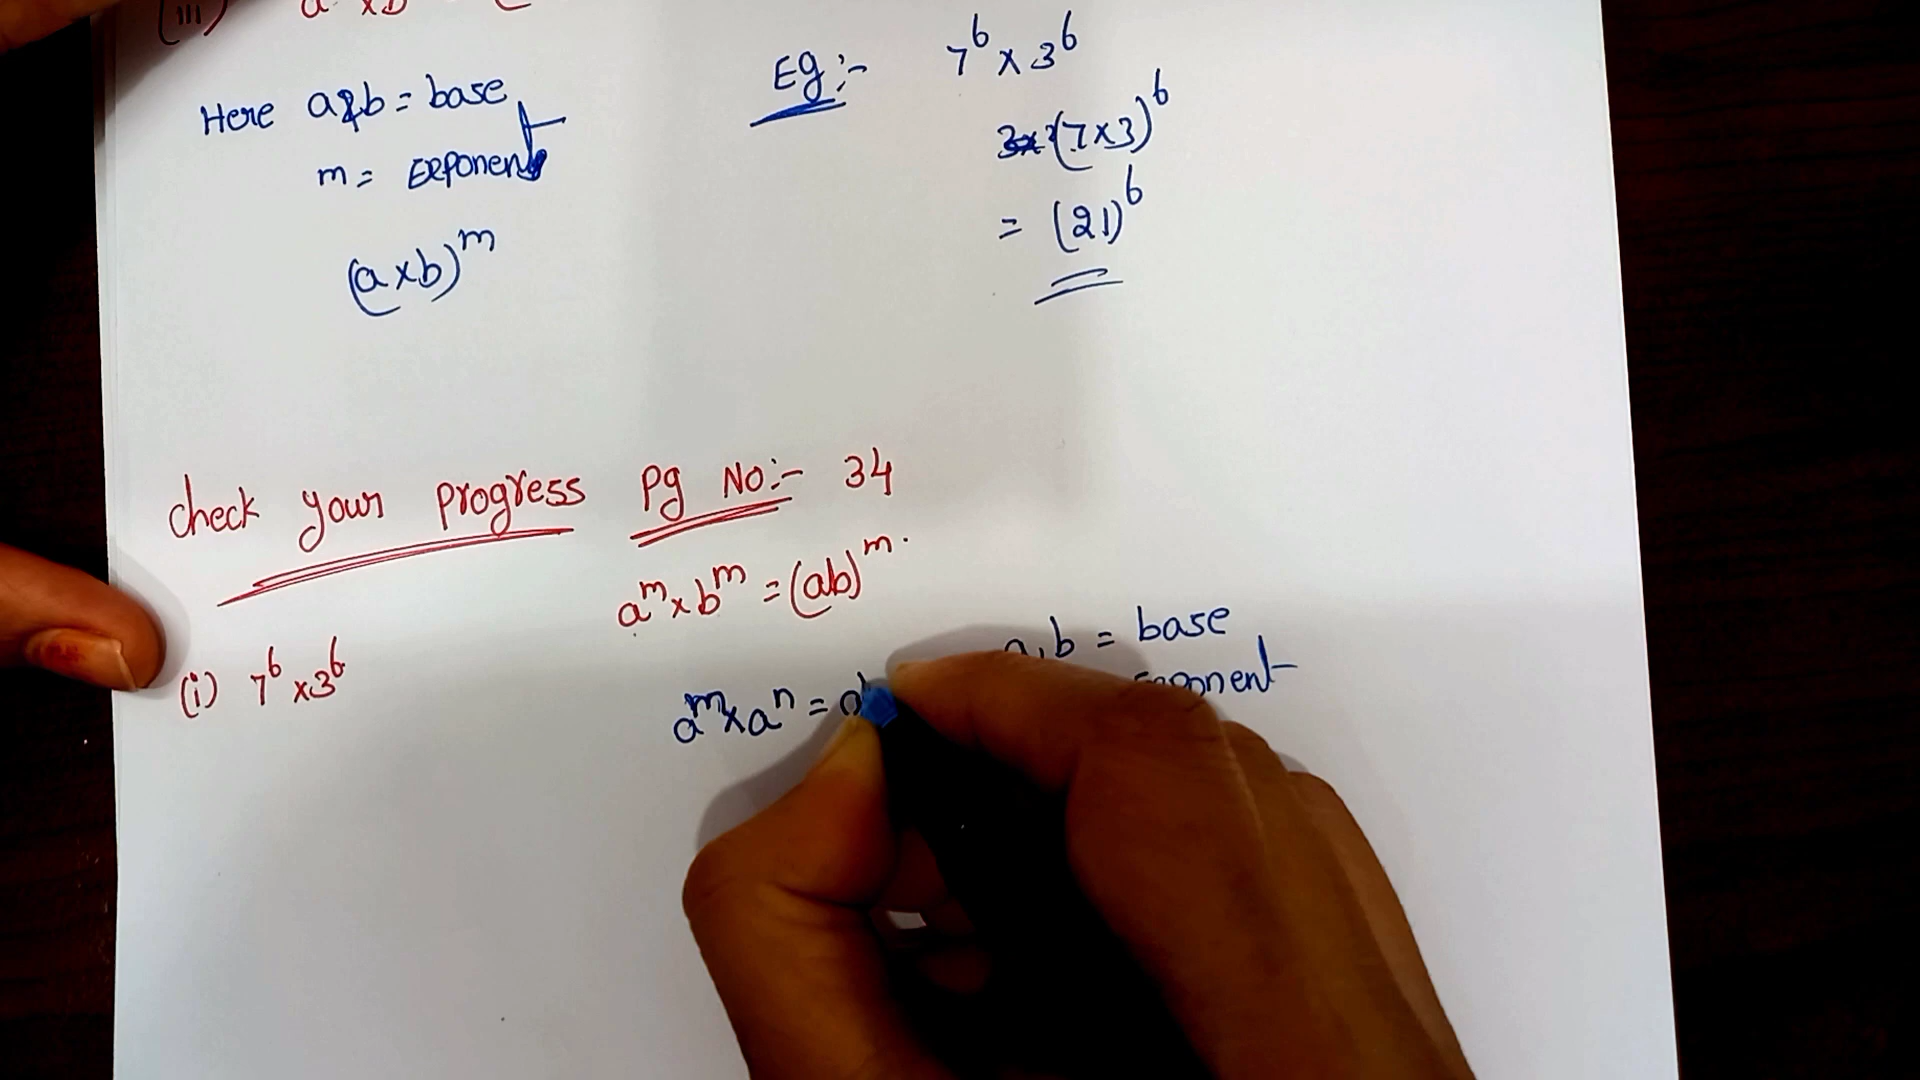 (iii)
Here a&b = base
m = Exponent
(a×b)^m
Eg:- 7^6 × 3^6
(7×3)^6
= (21)^6
Check your progress Pg No:- 34
a^m × b^m = (ab)^m.
(i) 7^6 × 3^6
a, b = base
a^m × a^n = a